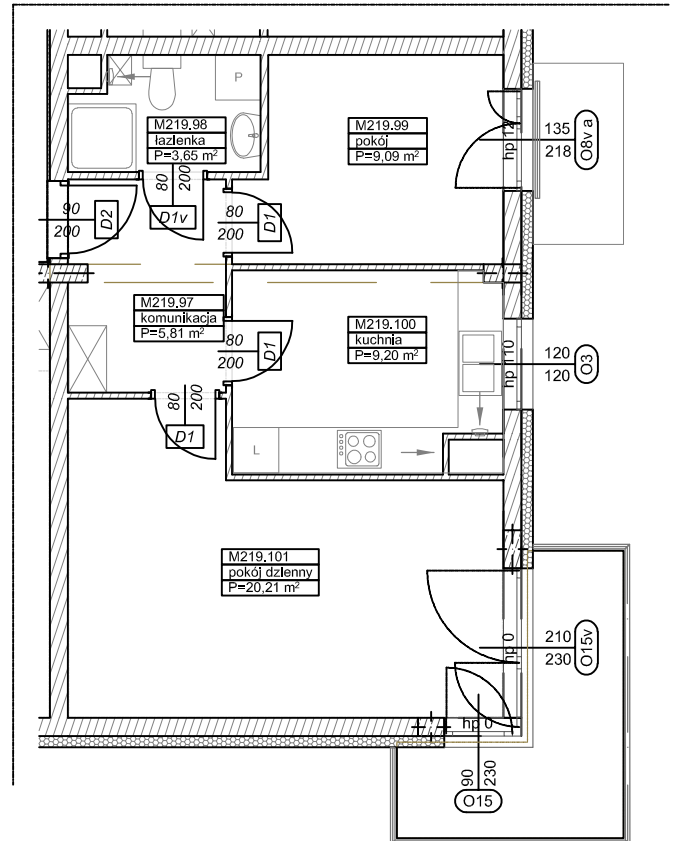 P
M219.98
łazienka
P=3,65 m²
M219.99
pokój
P=9,09 m²
hp 12
135
218
O8v a
80
200
D1v
90
200
D2
80
200
D1
M219.97
komunikacja
P=5,81 m²
M219.100
kuchnia
P=9,20 m²
80
200
D1
hp 110
120
120
O3
80
200
D1
L
M219.101
pokój dzienny
P=20,21 m²
hp 0
210
230
O15v
hp 0
90
230
O15